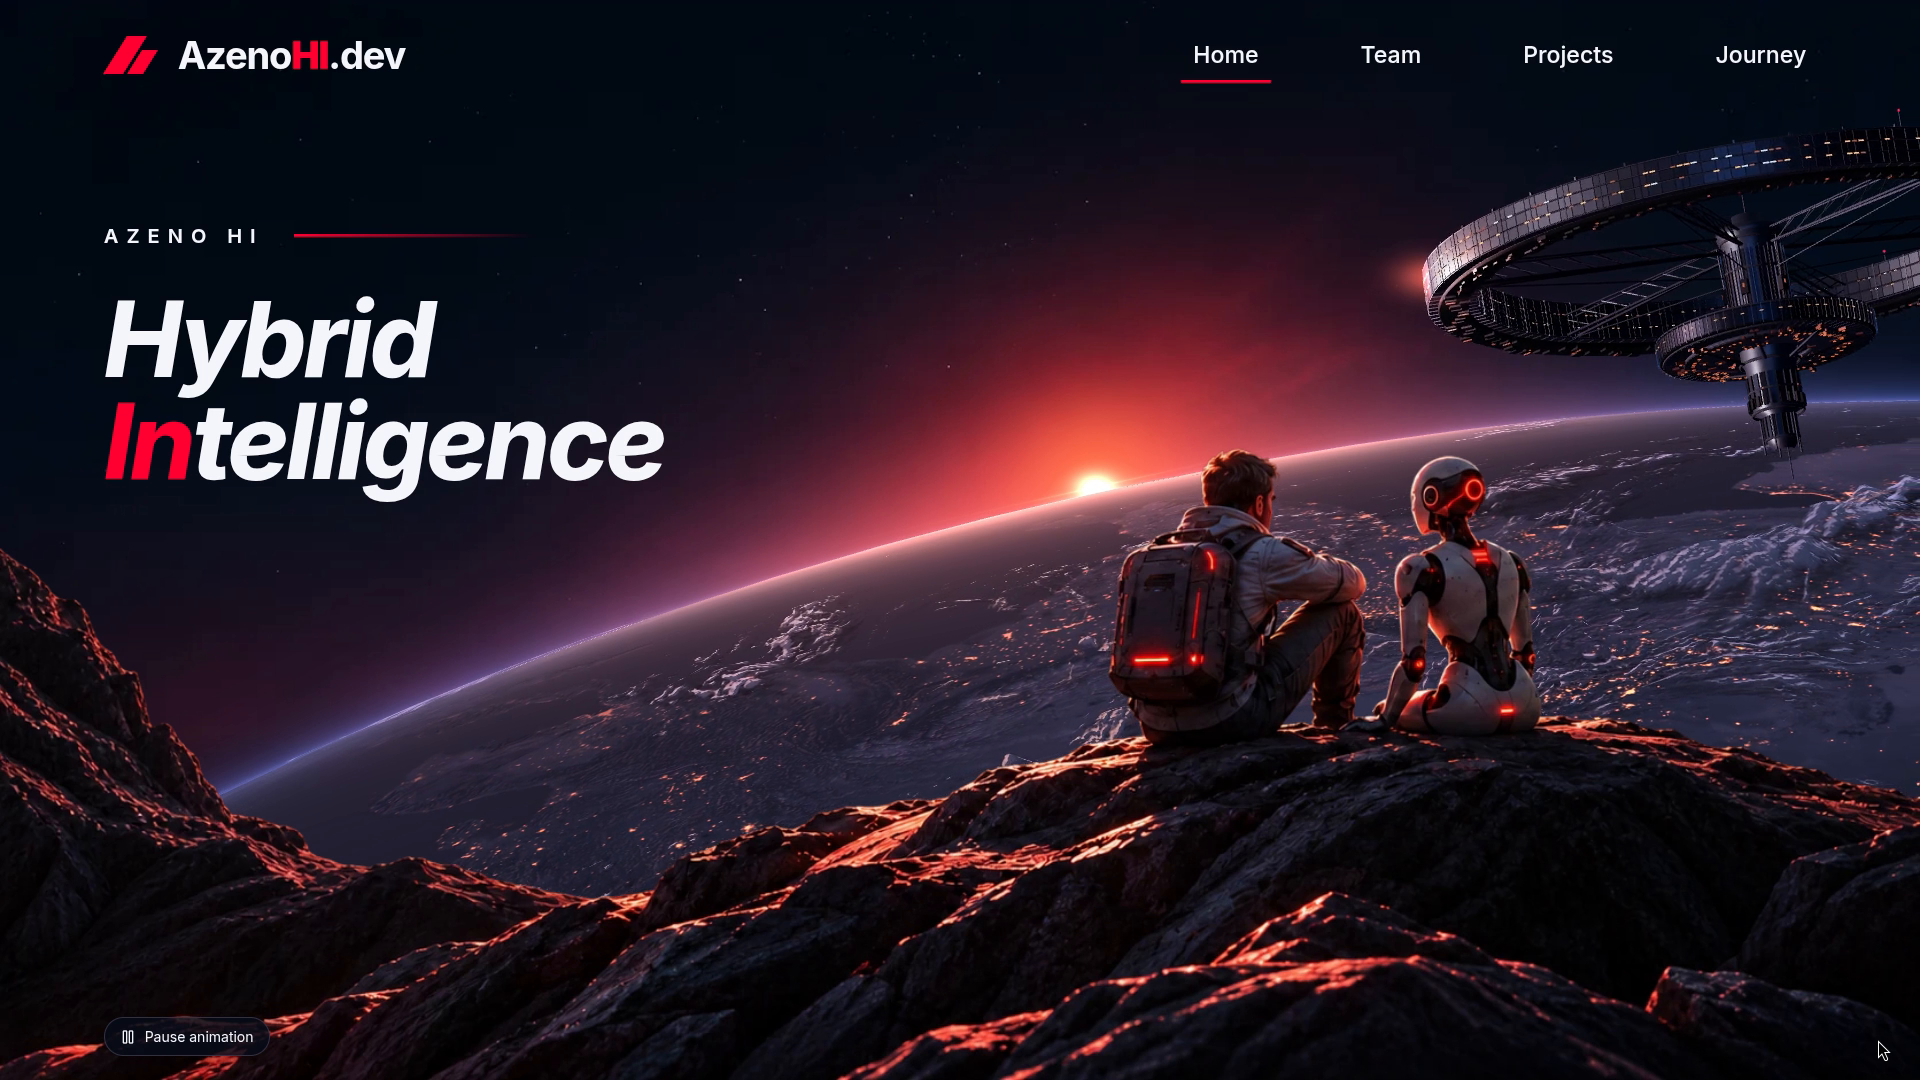 AzenoHI.dev
Home Team Projects Journey
AZENO HI
Hybrid
Intelligence
Pause animation